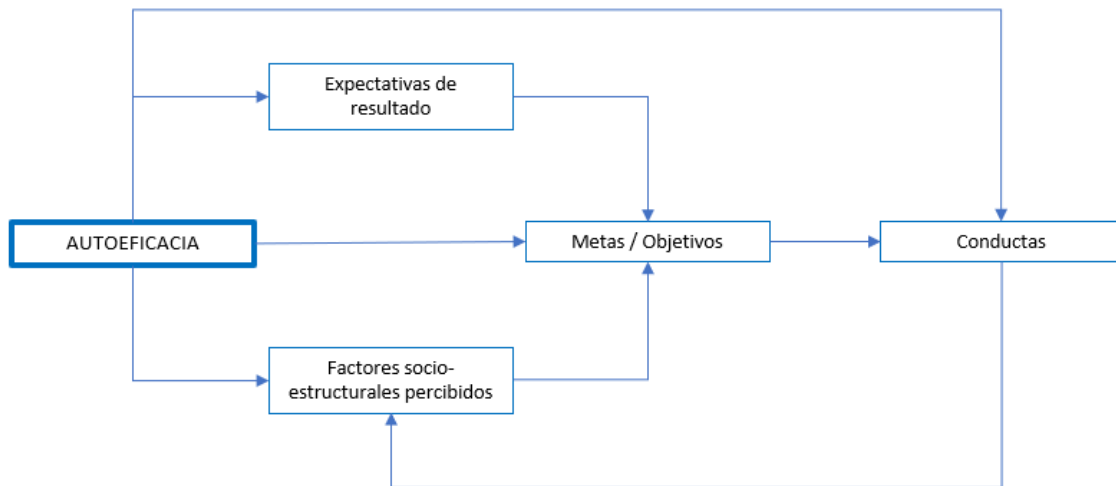 Expectativas de
resultado
AUTOEFICACIA
Metas / Objetivos
Conductas
Factores socio-
estructurales percibidos